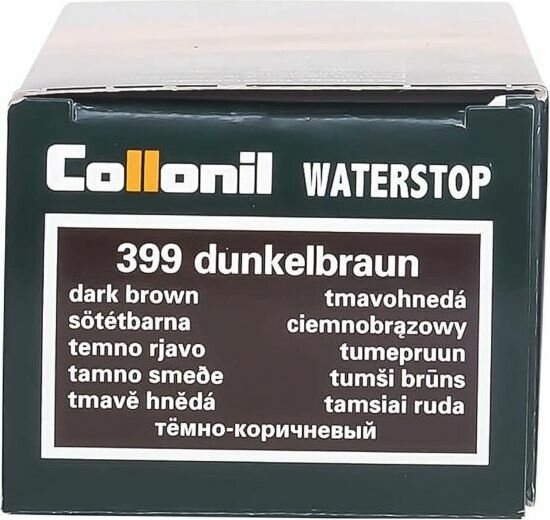 Collonil WATERSTOP
399 dunkelbraun
dark brown
sötétbarna
temno rjavo
tamno smeđe
tmavě hnědá
tmavohnedá
ciemnobrązowy
tumepruun
tumši brūns
tamsiai ruda
тёмно-коричневый